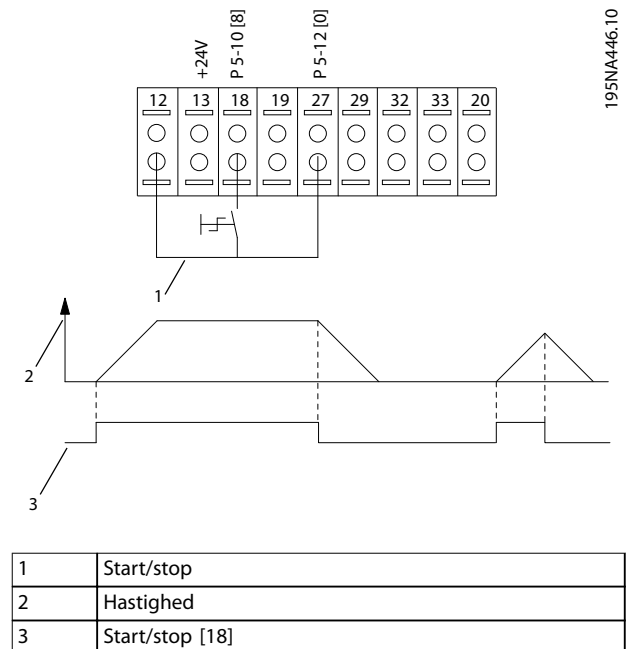 195NA446.10
+24V
P 5-10 [8]
P 5-12 [0]
12 13 18 19 27 29 32 33 20
1
2
3
1 Start/stop
2 Hastighed
3 Start/stop [18]